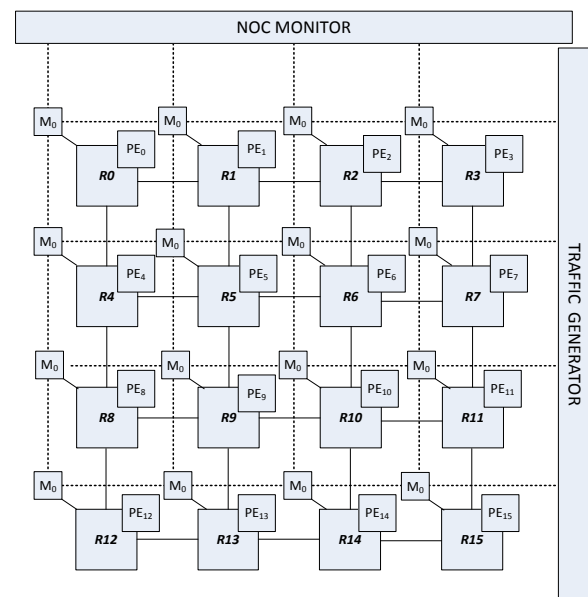 NOC MONITOR
M₀ M₀ M₀ M₀
PE₀ PE₁ PE₂ PE₃
R0 R1 R2 R3
M₀ M₀ M₀ M₀
PE₄ PE₅ PE₆ PE₇
R4 R5 R6 R7
M₀ M₀ M₀ M₀
PE₈ PE₉ PE₁₀ PE₁₁
R8 R9 R10 R11
M₀ M₀ M₀ M₀
PE₁₂ PE₁₃ PE₁₄ PE₁₅
R12 R13 R14 R15
TRAFFIC GENERATOR